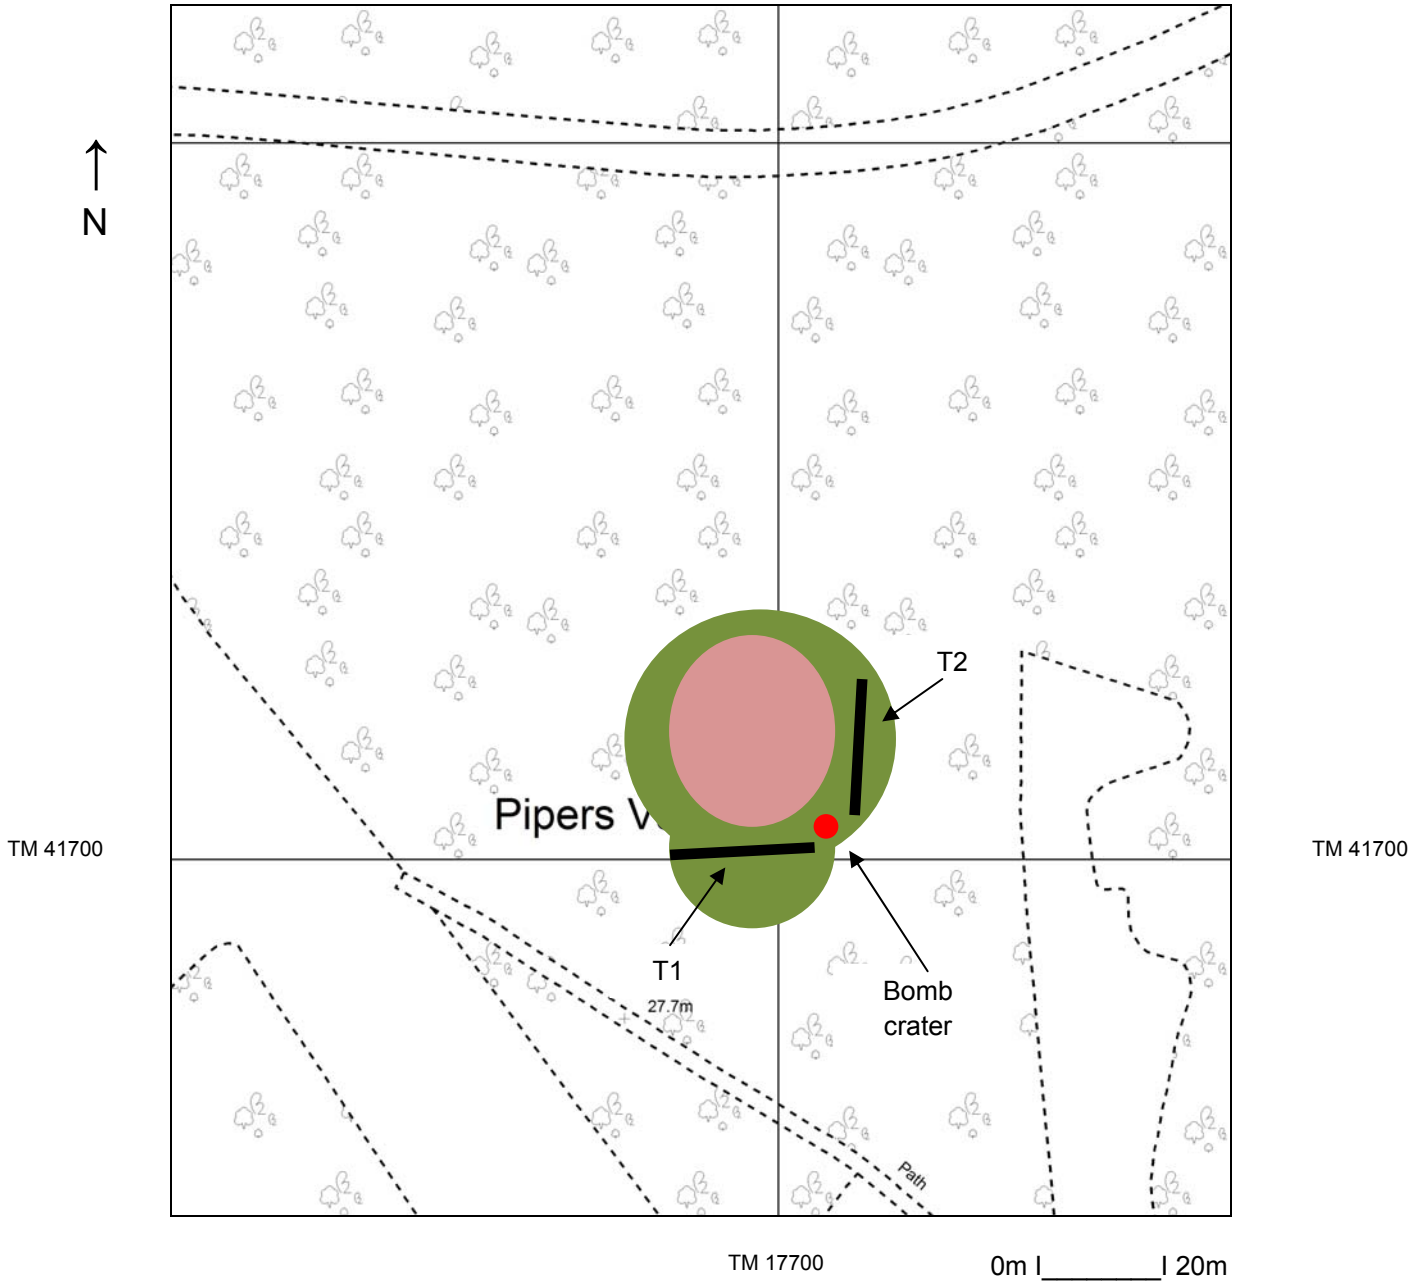 N
T2
Pipers V
TM 41700
TM 41700
T1
27.7m
Bomb
crater
Path
TM 17700
0m I________I 20m